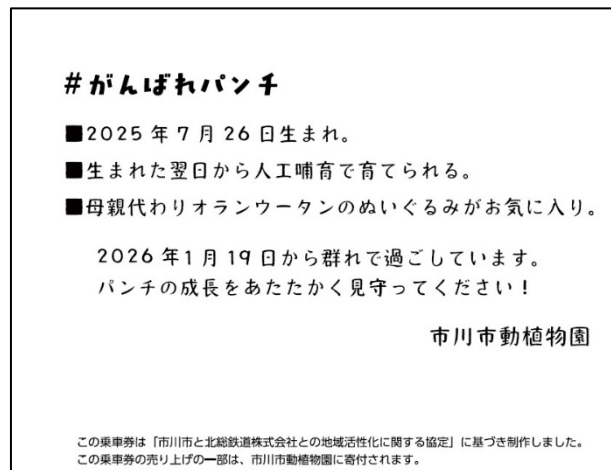 #がんばれパンチ
■2025年7月26日生まれ。
■生まれた翌日から人工哺育で育てられる。
■母親代わりオランウータンのぬいぐるみがお気に入り。
2026年1月19日から群れで過ごしています。
パンチの成長をあたたかく見守ってください！
市川市動植物園
この乗車券は「市川市と北総鉄道株式会社との地域活性化に関する協定」に基づき制作しました。
この乗車券の売り上げの一部は、市川市動植物園に寄付されます。